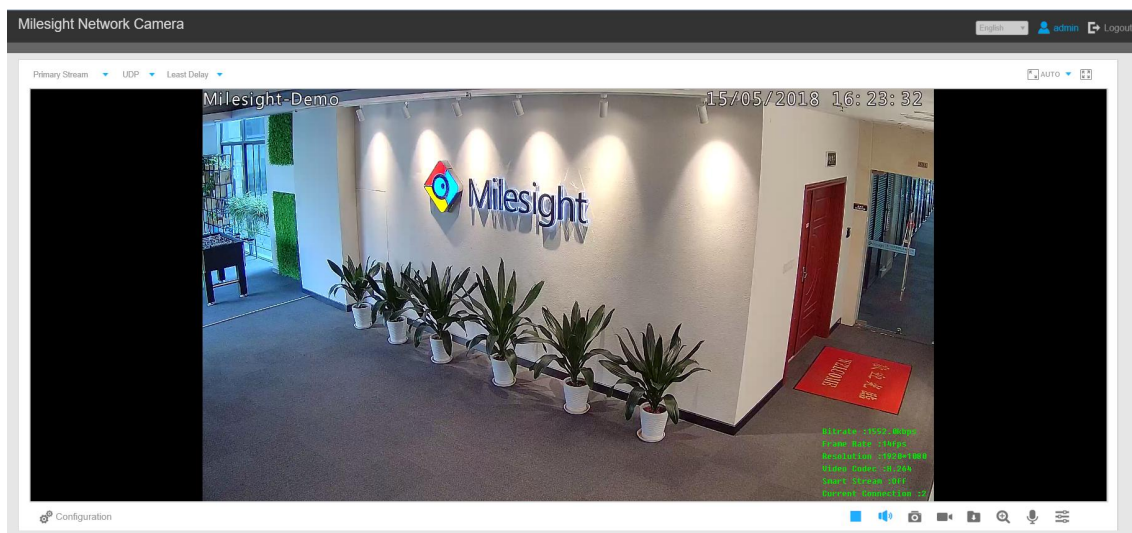 Milesight Network Camera
English
admin
Logout
Primary Stream
UDP
Least Delay
AUTO
Milesight-Demo
15/05/2018 16:23:32
Milesight
WELCOME
Bitrate :1552.0kbps
Frame Rate :14fps
Resolution :1920*1080
Video Codec :H.264
Smart Stream :OFF
Current Connection :2
Configuration